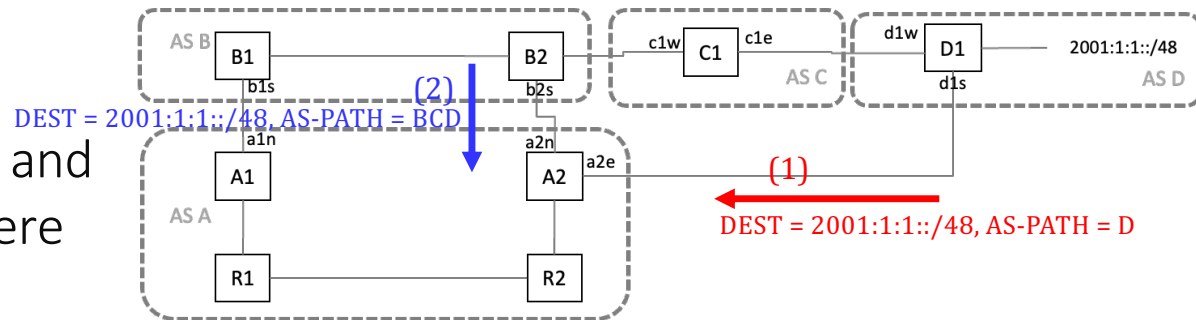 AS B
B1
B2
c1w
C1
c1e
d1w
D1
2001:1:1::/48
AS C
AS D
b1s
(2)
b2s
d1s
DEST = 2001:1:1::/48, AS-PATH = BCD
a1n
a2n
and
A1
A2
a2e
(1)
AS A
ere
DEST = 2001:1:1::/48, AS-PATH = D
R1
R2